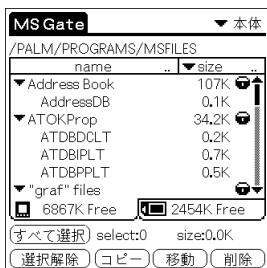 MS Gate ▼ 本体
/PALM/PROGRAMS/MSFILES
name .. ▼size ..
▼Address Book 107K
AddressDB 0.1K
▼ATOKProp 34.2K
ATDBDCLT 0.2K
ATDBIPLT 0.7K
ATDBPPLT 0.5K
▼"graf" files
6867K Free 2454K Free
すべて選択 select:0 size:0.0K
選択解除 コピー 移動 削除